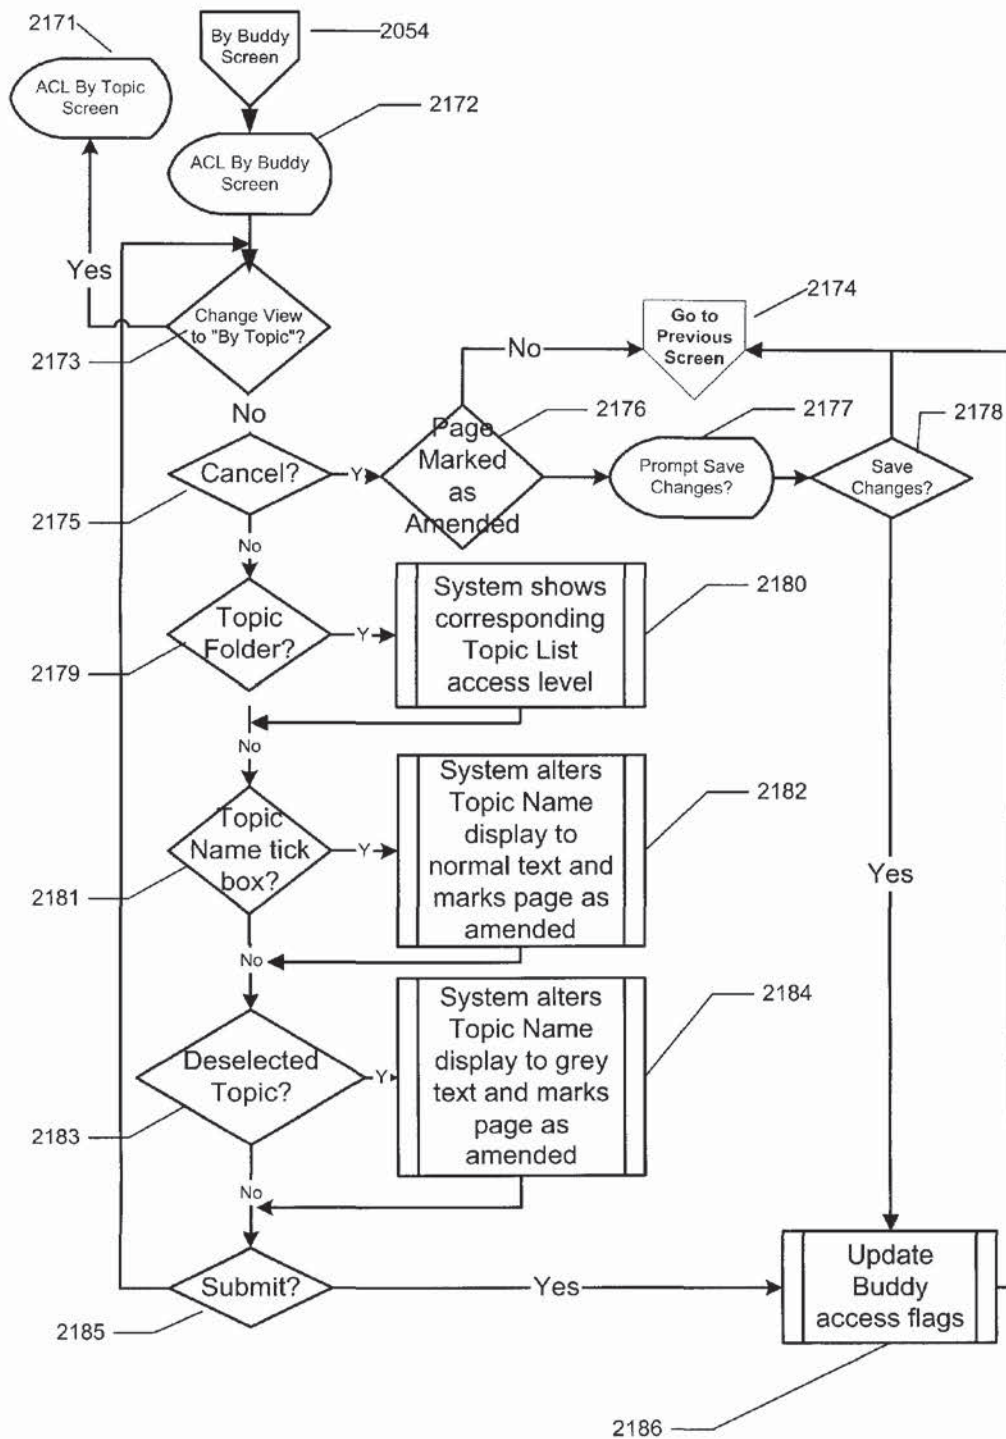 2171
By Buddy
Screen
2054
ACL By Topic
Screen
2172
ACL By Buddy
Screen
Yes
Change View
to "By Topic"?
2173
2174
Go to
Previous
Screen
No
No
2176
2177
2178
Page
Marked
as
Amended
Cancel?
Y
Prompt Save
Changes?
Save
Changes?
2175
No
2180
System shows
corresponding
Topic List
access level
Topic
Folder?
Y
2179
No
2182
System alters
Topic Name
display to
normal text and
marks page as
amended
Topic
Name tick
box?
Y
2181
Yes
No
2184
System alters
Topic Name
display to grey
text and marks
page as
amended
Deselected
Topic?
Y
2183
No
Submit?
Yes
Update
Buddy
access flags
2185
2186